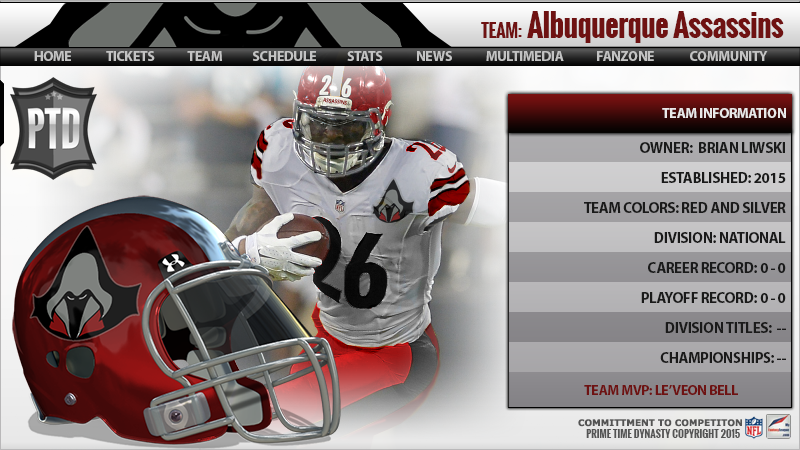 TEAM: Albuquerque Assassins
HOME TICKETS TEAM SCHEDULE STATS NEWS MULTIMEDIA FANZONE COMMUNITY
PTD
26
ASSASSINS
26
26
TEAM INFORMATION
OWNER: BRIAN LIWSKI
ESTABLISHED: 2015
TEAM COLORS: RED AND SILVER
DIVISION: NATIONAL
CAREER RECORD: 0 - 0
PLAYOFF RECORD: 0 - 0
DIVISION TITLES: --
CHAMPIONSHIPS: --
TEAM MVP: LE'VEON BELL
COMMITTMENT TO COMPETITON
PRIME TIME DYNASTY COPYRIGHT 2015
NFL